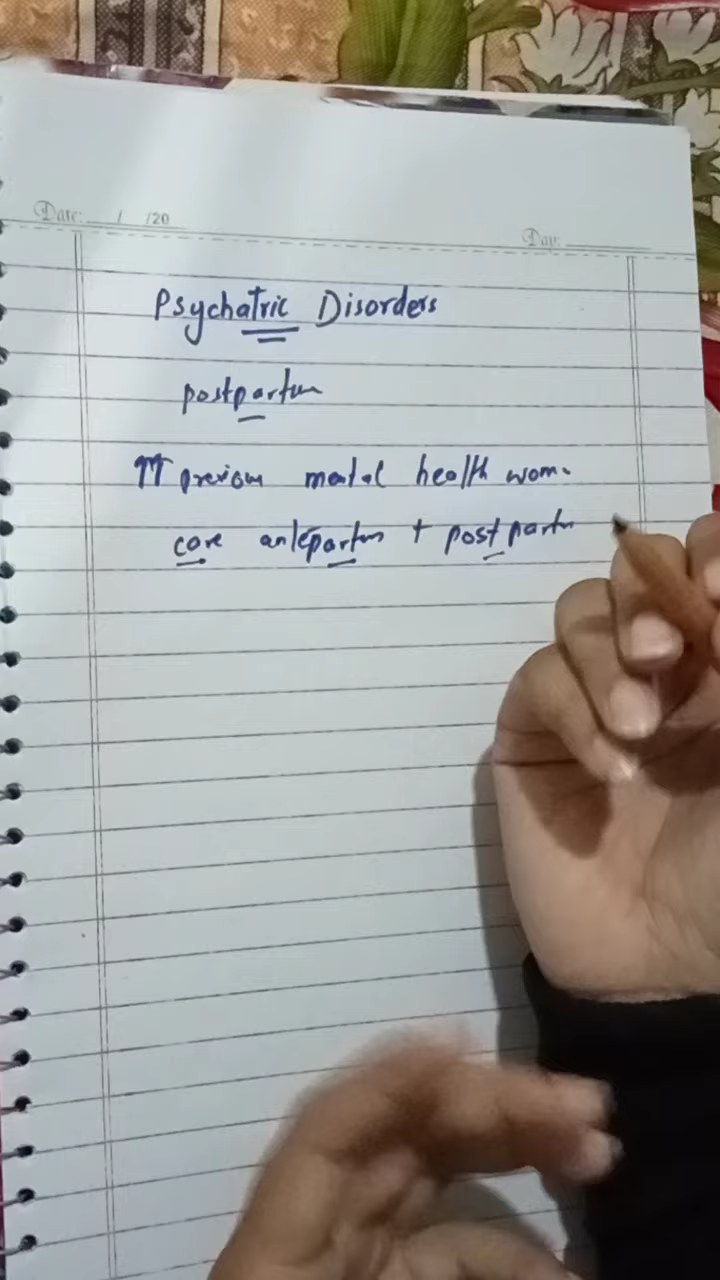 Date: / /20
Day:
Psychatric Disorders
postpartum
↑↑ previous mental health wom.
care antepartum + postpartum